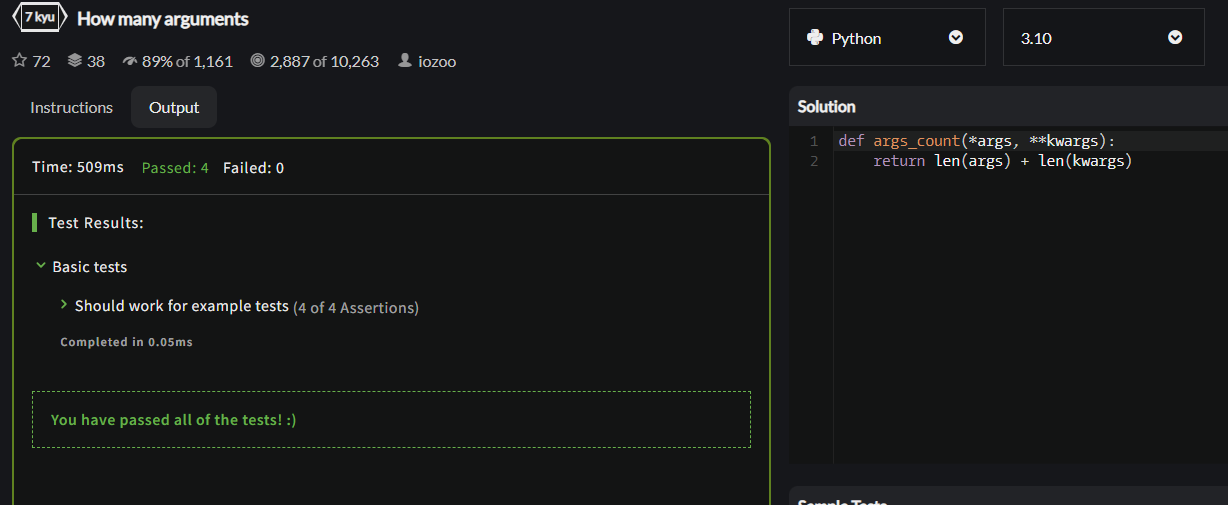 7 kyu How many arguments
72 38 89% of 1,161 2,887 of 10,263 iozoo
Instructions Output
Time: 509ms Passed: 4 Failed: 0
Test Results:
Basic tests
Should work for example tests (4 of 4 Assertions)
Completed in 0.05ms
You have passed all of the tests! :)
Python 3.10
Solution
1 def args_count(*args, **kwargs):
2 return len(args) + len(kwargs)
Sample Tests